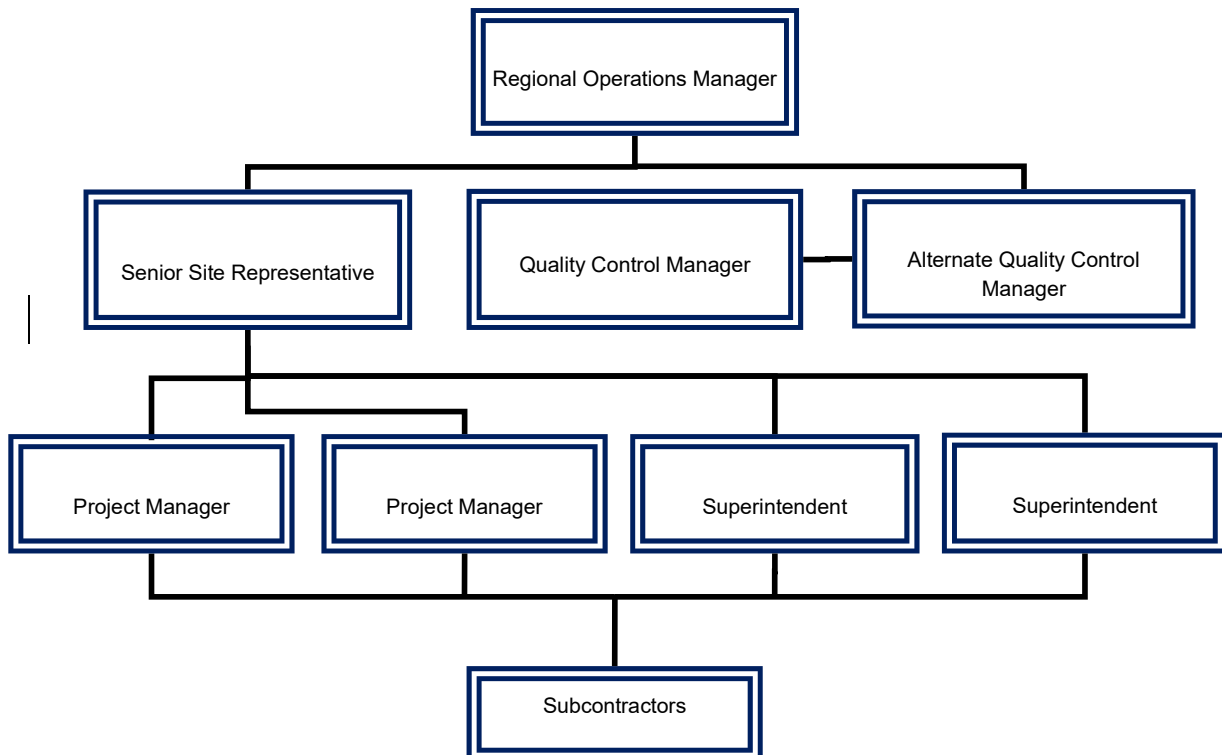 Regional Operations Manager
Senior Site Representative
Quality Control Manager
Alternate Quality Control
Manager
Project Manager
Project Manager
Superintendent
Superintendent
Subcontractors